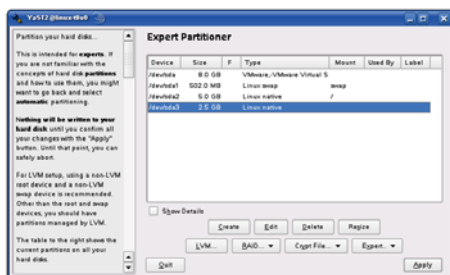 YaST2 @linux-t8v0
Partition your hard disks...
This is intended for experts. If
you are not familiar with the
concepts of hard disk partitions
and how to use them, you might
want to go back and select
automatic partitioning.
Nothing will be written to your
hard disk until you confirm all
your changes with the "Apply"
button. Until that point, you can
safely abort.
For LVM setup, using a non-LVM
root device and a non-LVM
swap device is recommended.
Other than the root and swap
devices, you should have
partitions managed by LVM.
The table to the right shows the
current partitions on all your
hard disks.
Expert Partitioner
Device Size F Type Mount Used By Label
/dev/sda 8.0 GB VMware,-VMware Virtual S
/dev/sda1 502.0 MB Linux swap swap
/dev/sda2 5.0 GB Linux native /
/dev/sda3 2.5 GB Linux native
Show Details
Create Edit Delete Resize
LVM... RAID... Crypt File... Expert...
Quit Apply